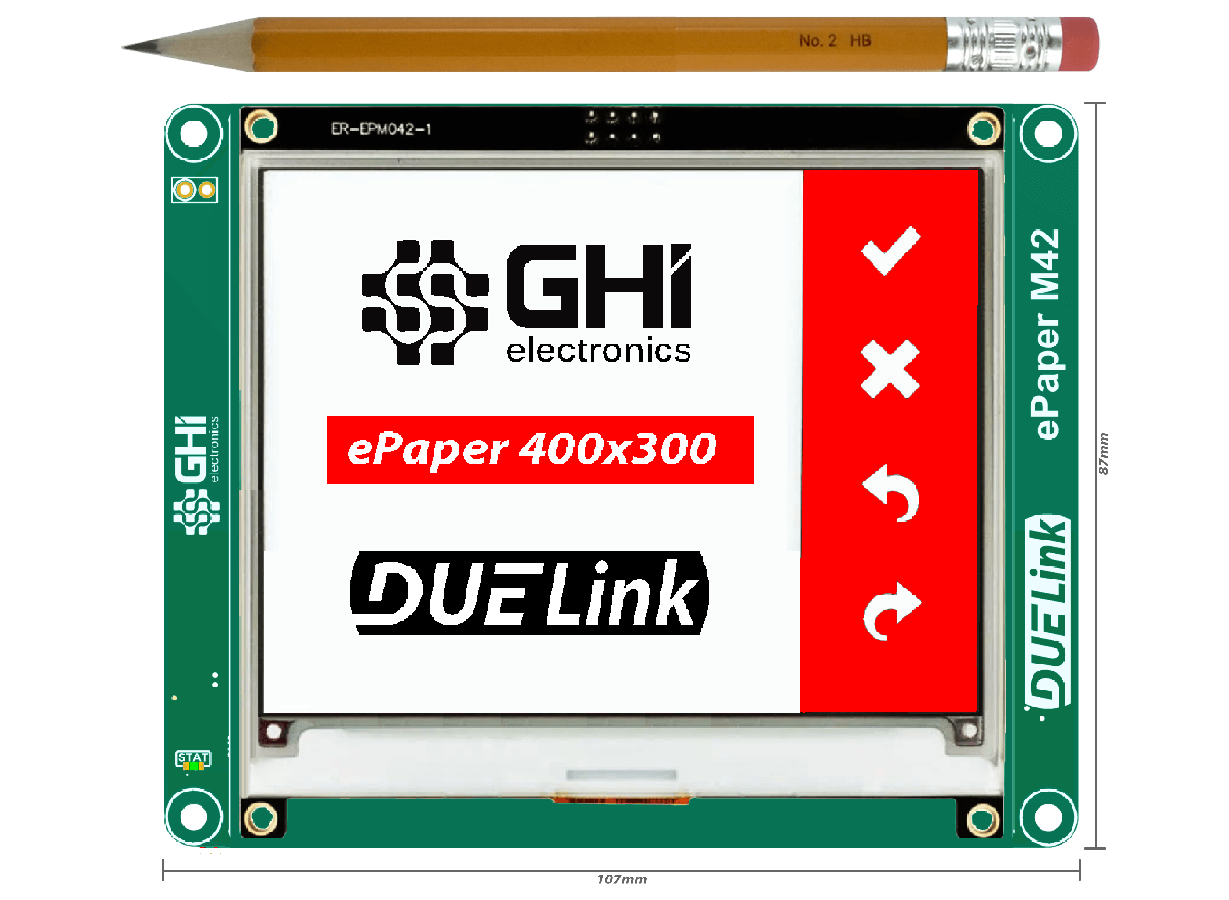 No. 2 HB
ER-EPM042-1
GHI
electronics
ePaper 400x300
DUELink
ePaper M42
DUELink
GHI
electronics
STAT
87mm
107mm